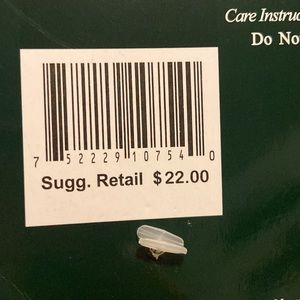 Care Instruc
Do No
7 52229 10754 0
Sugg. Retail $22.00